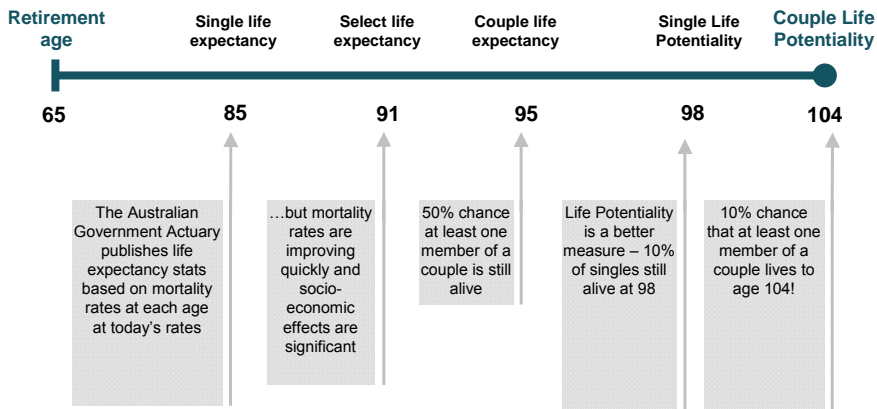 Retirement
age
Single life
expectancy
Select life
expectancy
Couple life
expectancy
Single Life
Potentiality
Couple Life
Potentiality
65
85
91
95
98
104
The Australian
Government Actuary
publishes life
expectancy stats
based on mortality
rates at each age
at today's rates
…but mortality
rates are
improving
quickly and
socio-
economic
effects are
significant
50% chance
at least one
member of a
couple is still
alive
Life Potentiality
is a better
measure – 10%
of singles still
alive at 98
10% chance
that at least one
member of a
couple lives to
age 104!